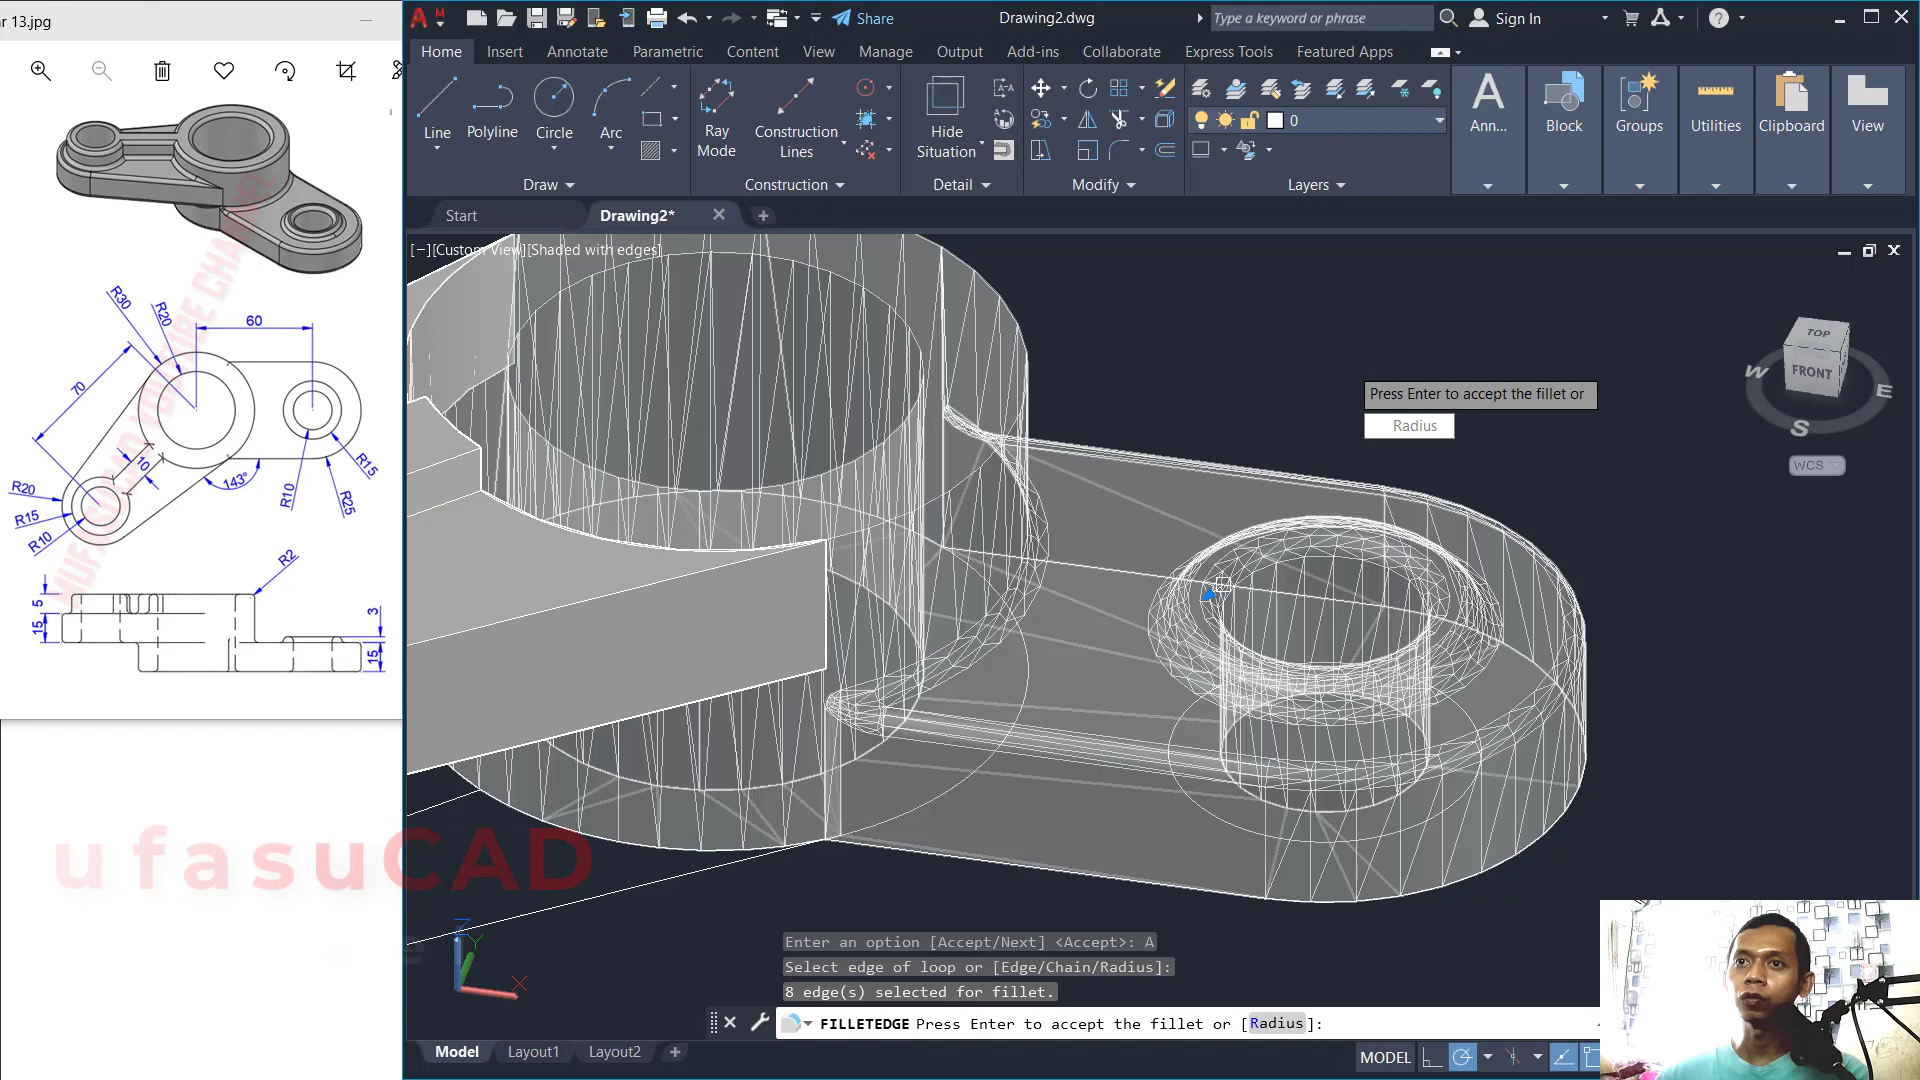 ar 13.jpg
Share
Drawing2.dwg
Type a keyword or phrase
Sign In
Home
Insert
Annotate
Parametric
Content
View
Manage
Output
Add-ins
Collaborate
Express Tools
Featured Apps
Line
Polyline
Circle
Arc
Draw
Ray
Mode
Construction
Lines
Construction
Hide
Situation
Detail
Modify
0
Layers
Ann...
Block
Groups
Utilities
Clipboard
View
Start
Drawing2*
[−][Custom View][Shaded with edges]
TOP
FRONT
W
E
S
WCS
Press Enter to accept the fillet or
Radius
R30
R20
60
70
10
143°
R10
R15
R25
R20
R15
R10
R2
5
15
3
15
MUFASUCAD YOUTUBE CHANNEL
ufasuCAD
Z
Y
X
Enter an option [Accept/Next] <Accept>: A
Select edge of loop or [Edge/Chain/Radius]:
8 edge(s) selected for fillet.
FILLETEDGE Press Enter to accept the fillet or [Radius]:
Model
Layout1
Layout2
MODEL